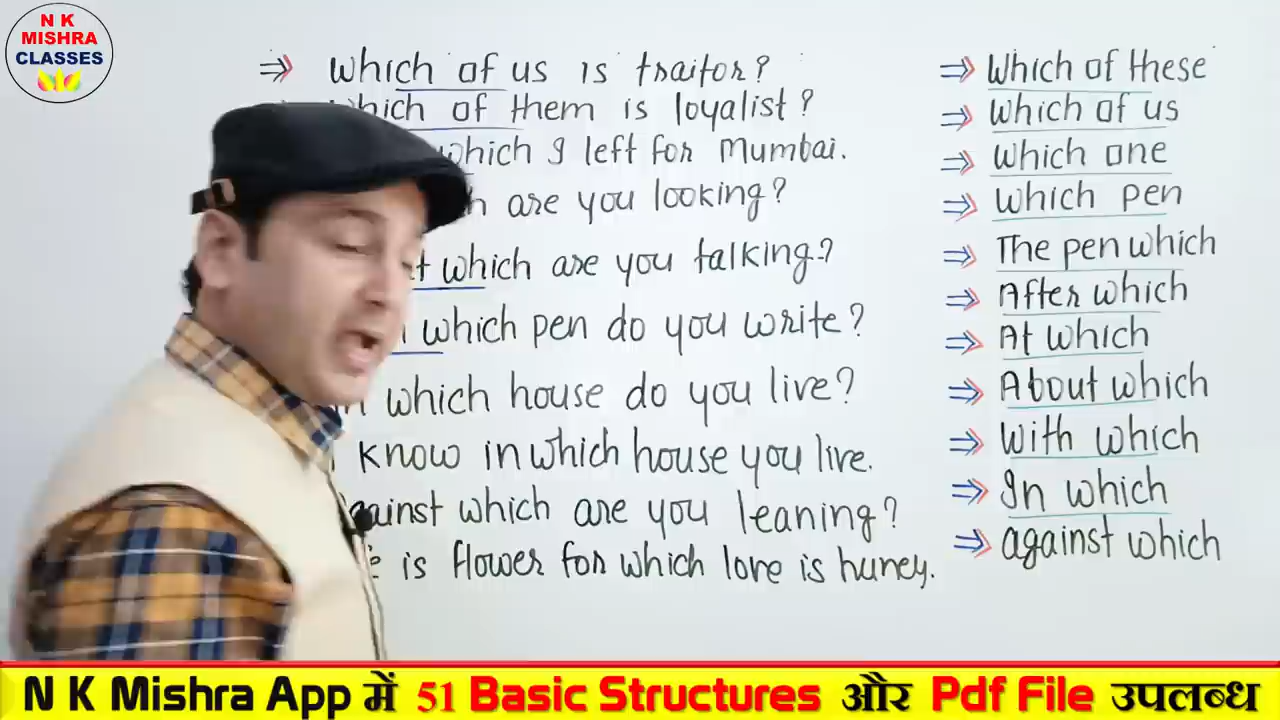 N K
MISHRA
CLASSES
⇒ Which of us is traitor?
which of them is loyalist?
which I left for Mumbai.
are you looking?
which are you talking?
which pen do you write?
which house do you live?
know in which house you live.
against which are you leaning?
is flower for which love is huney.
⇒ Which of these
⇒ Which of us
⇒ Which one
⇒ Which pen
⇒ The pen which
⇒ After which
⇒ At which
⇒ About which
⇒ With which
⇒ In which
⇒ against which
N K Mishra App में 51 Basic Structures और Pdf File उपलब्ध